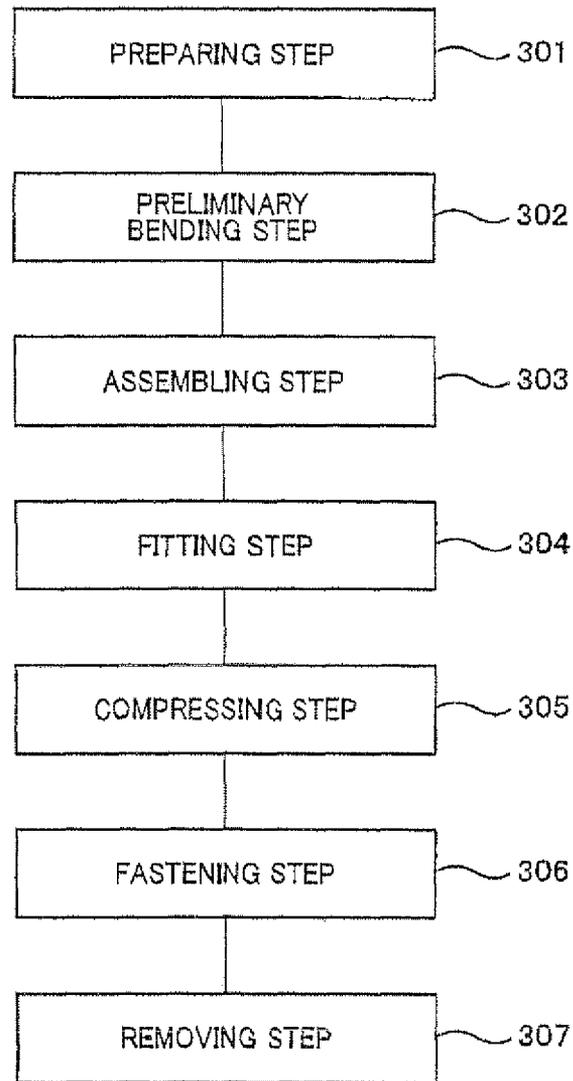 PREPARING STEP 301
PRELIMINARY
BENDING STEP 302
ASSEMBLING STEP 303
FITTING STEP 304
COMPRESSING STEP 305
FASTENING STEP 306
REMOVING STEP 307